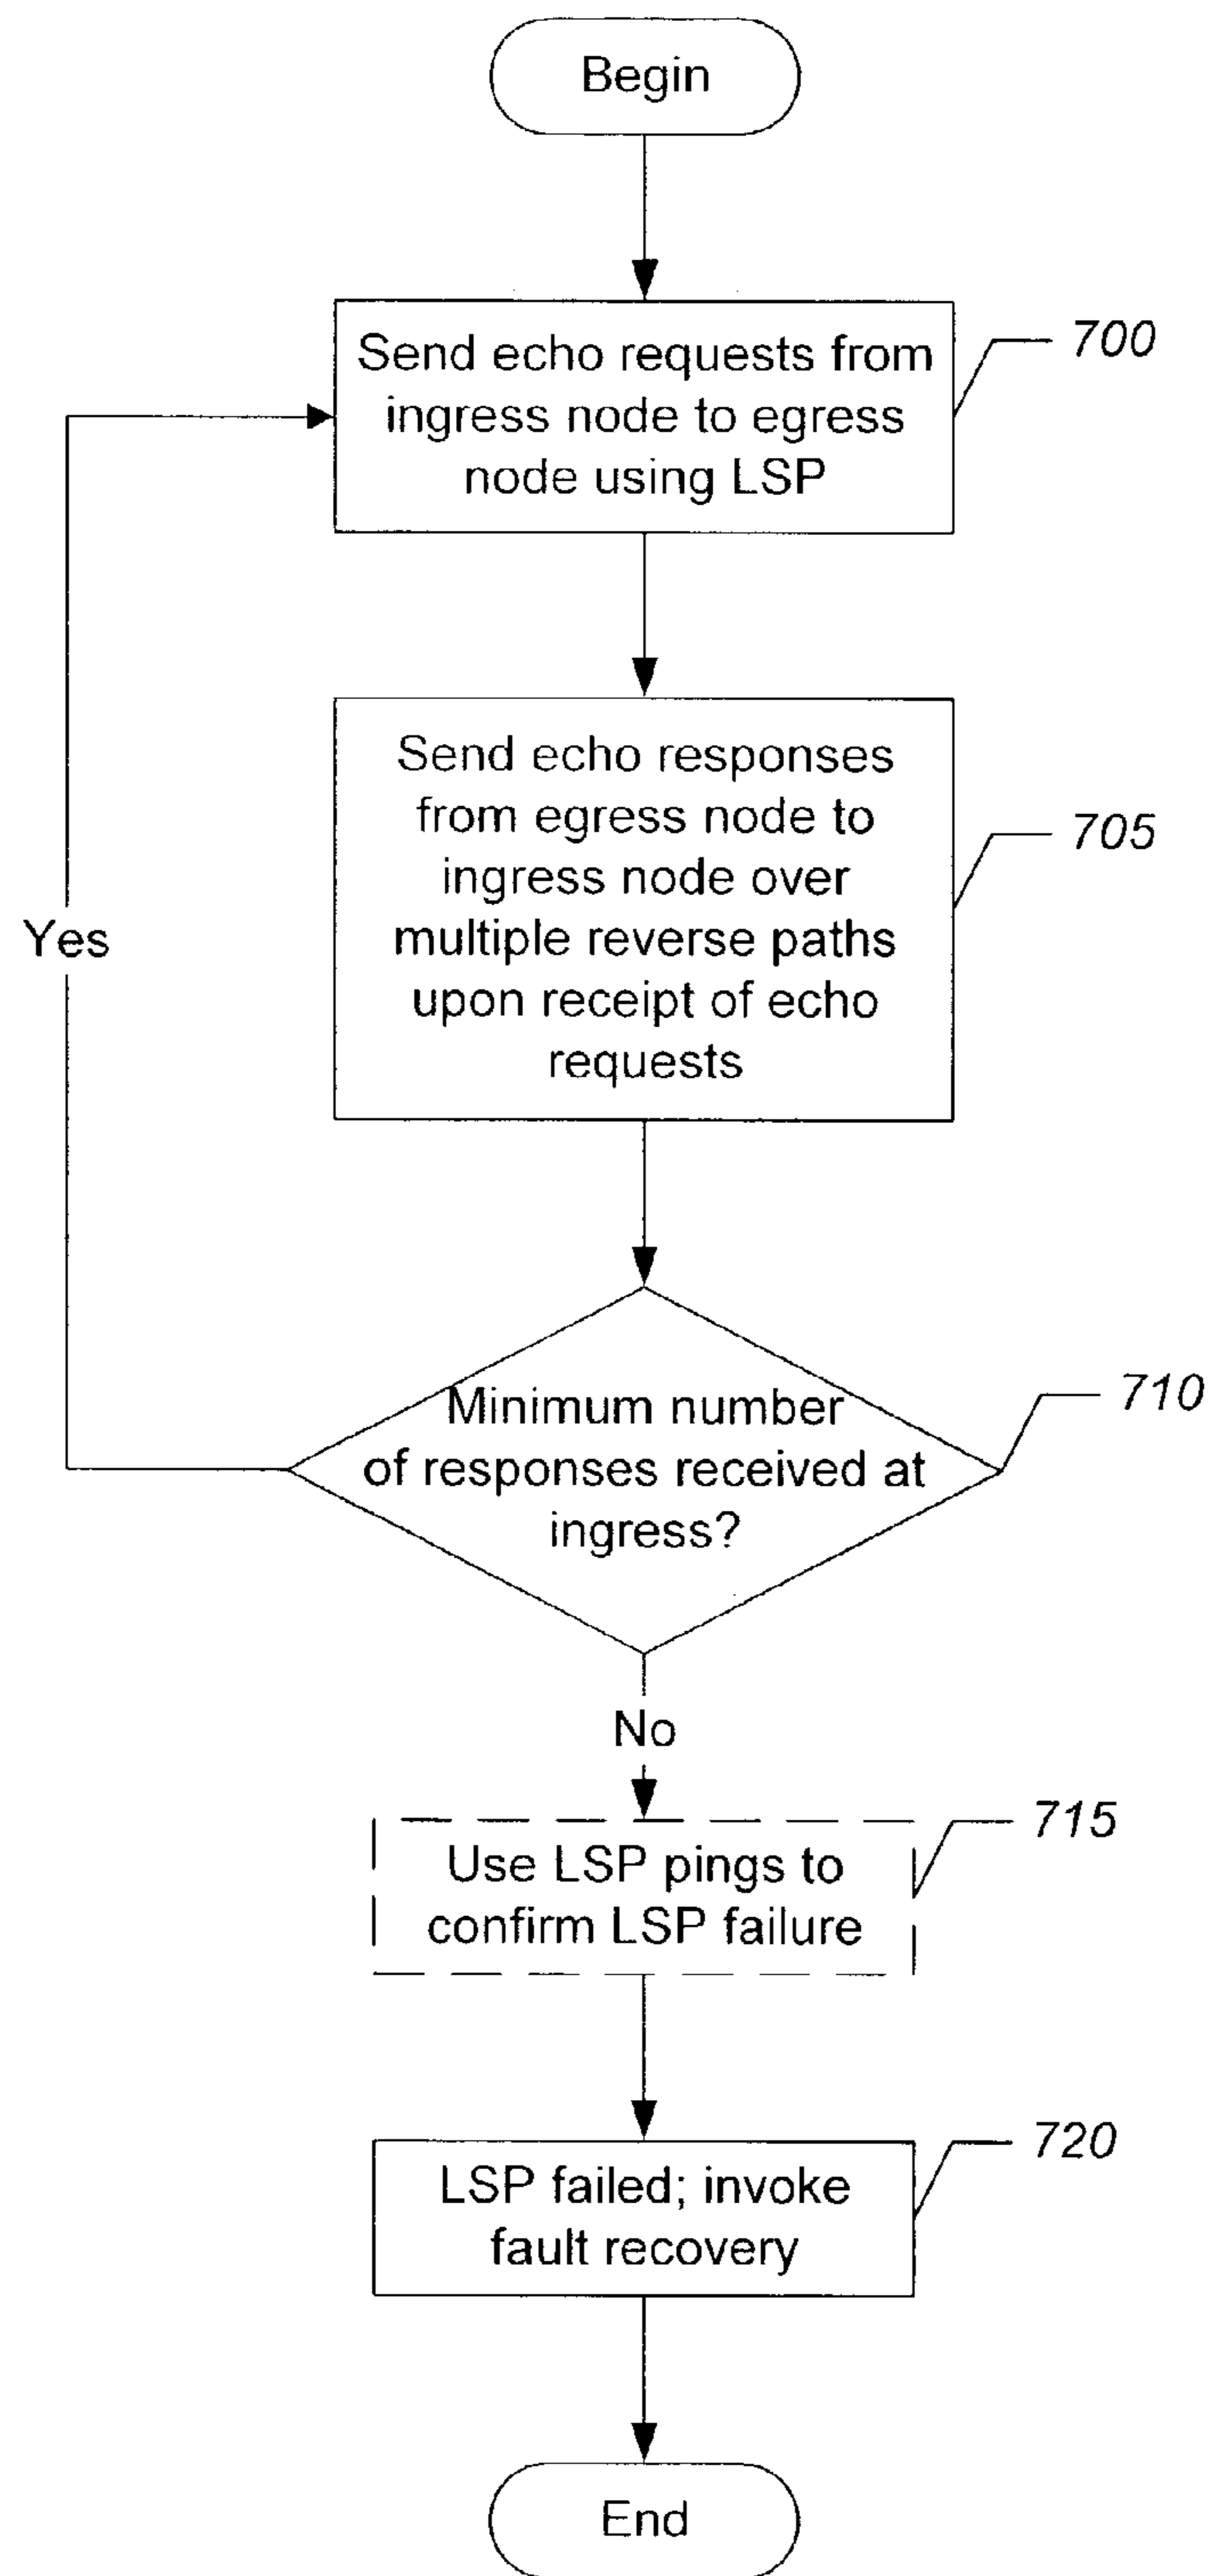 Begin
Send echo requests from
ingress node to egress
node using LSP
700
Send echo responses
from egress node to
ingress node over
multiple reverse paths
upon receipt of echo
requests
705
Yes
Minimum number
of responses received at
ingress?
710
No
Use LSP pings to
confirm LSP failure
715
LSP failed; invoke
fault recovery
720
End